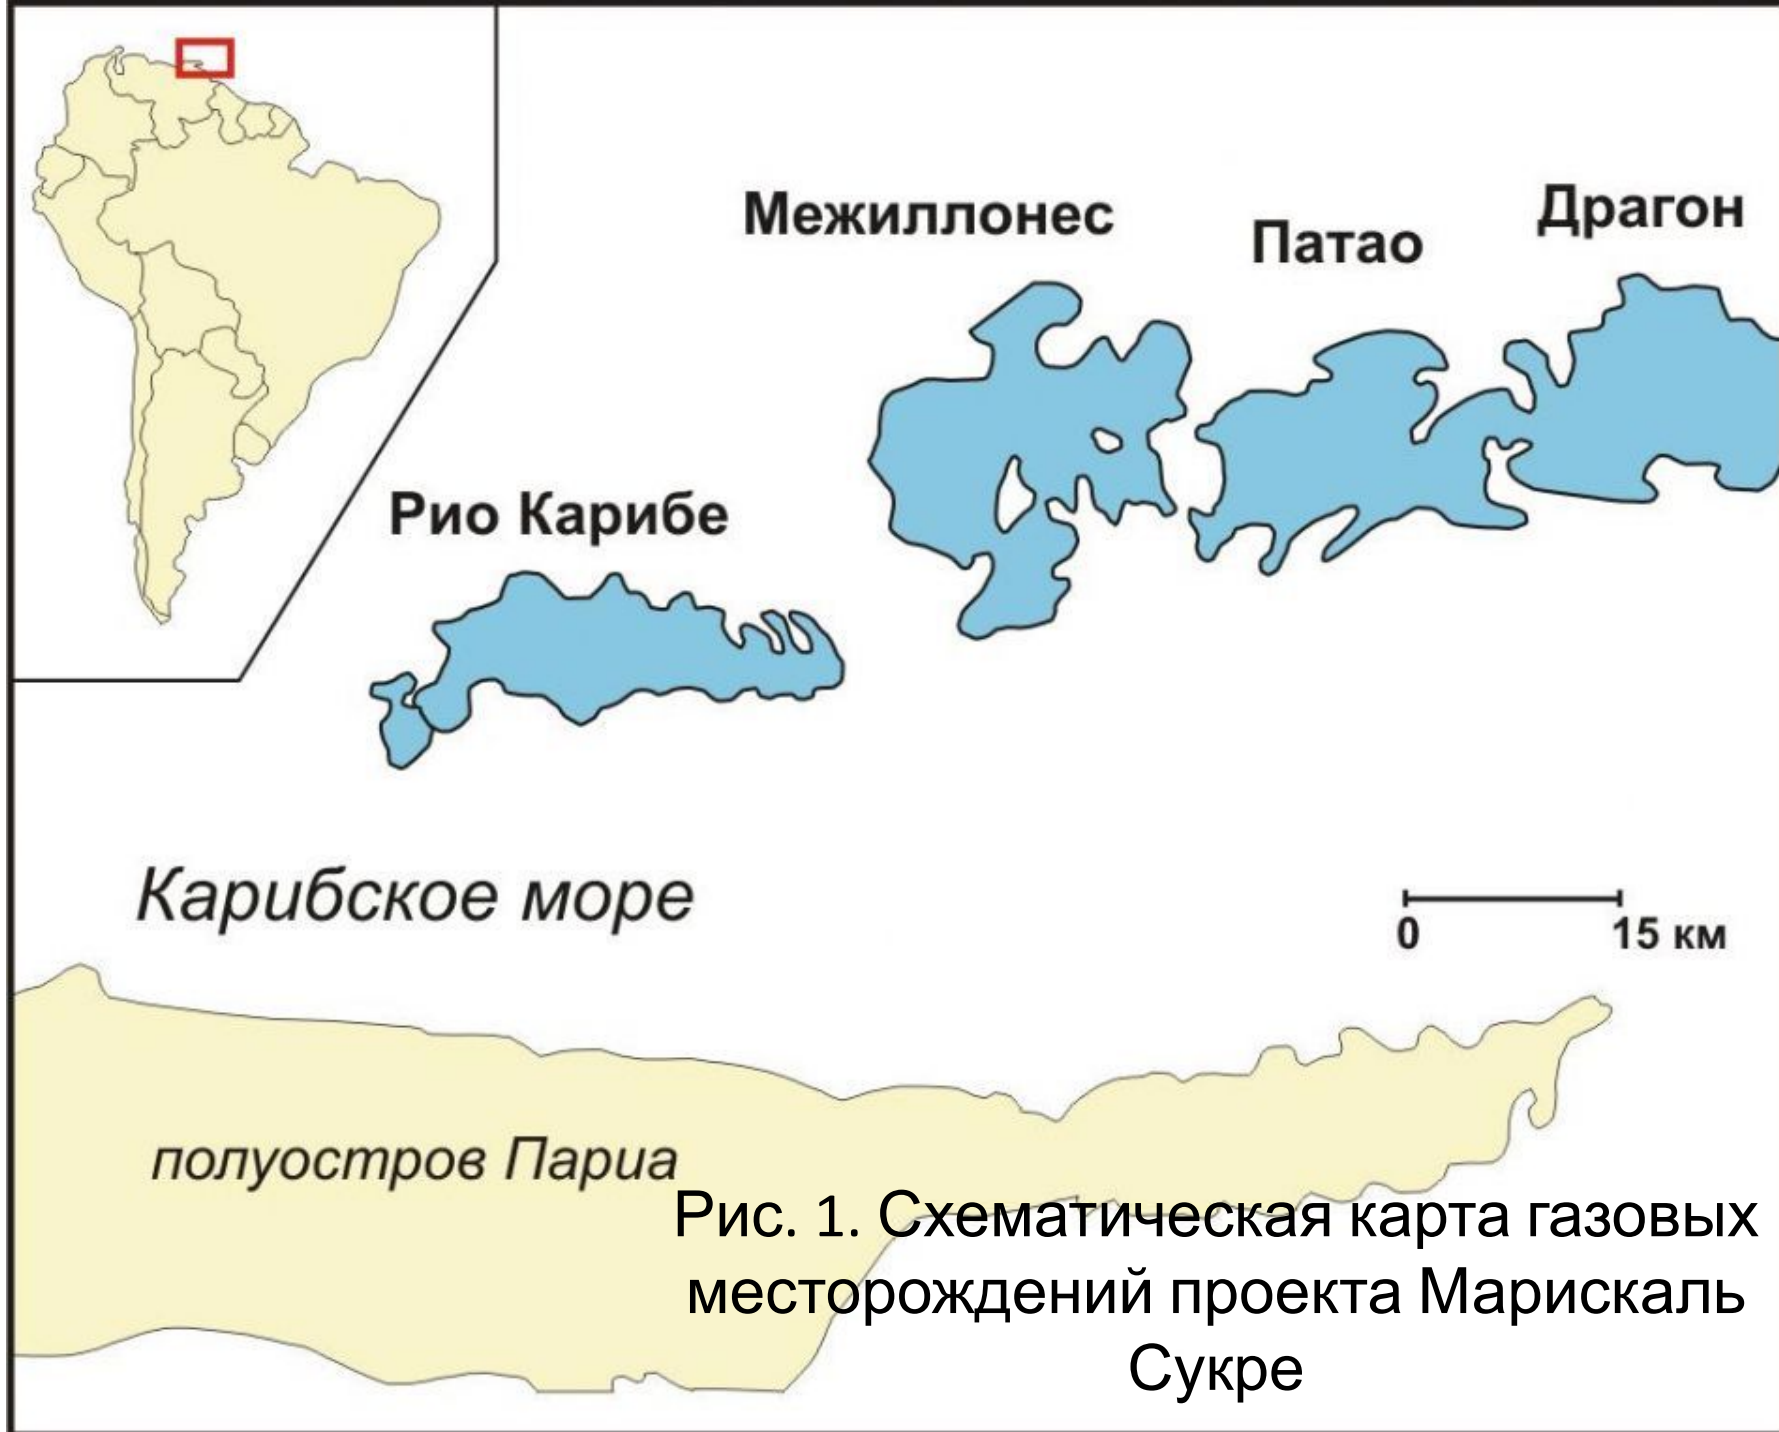 Межиллонес
Патао
Драгон
Рио Карибе
Карибское море
0
15 км
полуостров Париа
Рис. 1. Схематическая карта газовых
месторождений проекта Марискаль
Сукре